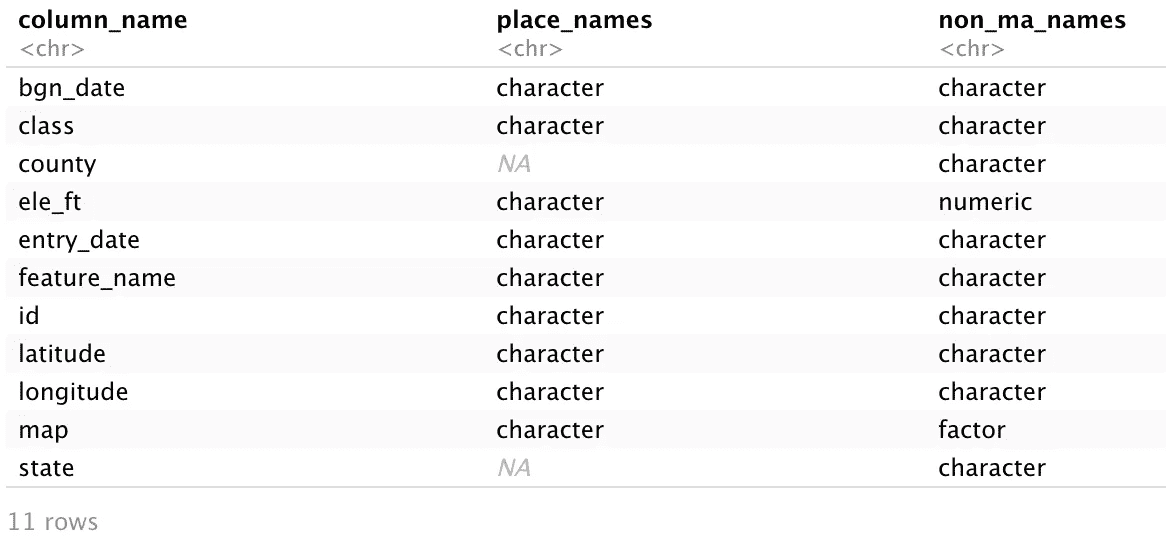 column_name place_names non_ma_names
<chr> <chr> <chr>
bgn_date character character
class character character
county NA character
ele_ft character numeric
entry_date character character
feature_name character character
id character character
latitude character character
longitude character character
map character factor
state NA character
11 rows